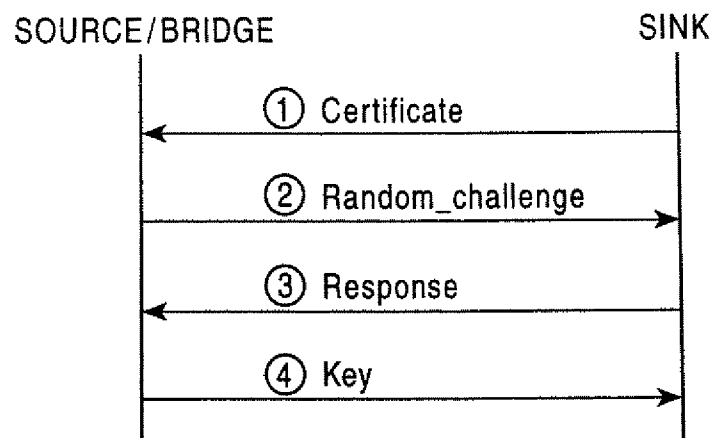 SOURCE/BRIDGE SINK
① Certificate
② Random_challenge
③ Response
④ Key